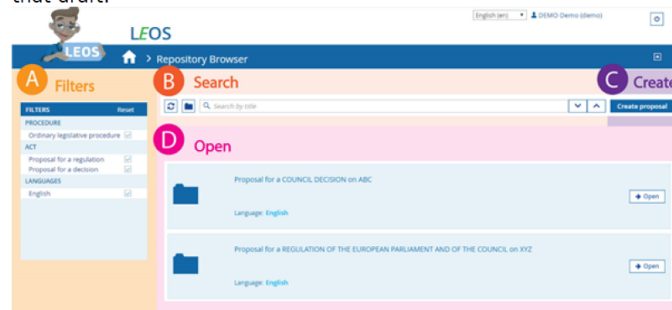 that draft.
English (en) DEMO Demo (demo)
LEOS
LEOS
> Repository Browser
A Filters
B Search
C Create
FILTERS Reset
Search by title
Create proposal
PROCEDURE
Ordinary legislative procedure
ACT
Proposal for a regulation
Proposal for a decision
LANGUAGES
English
D Open
Proposal for a COUNCIL DECISION on ABC
Open
Language: English
Proposal for a REGULATION OF THE EUROPEAN PARLIAMENT AND OF THE COUNCIL on XYZ
Open
Language: English